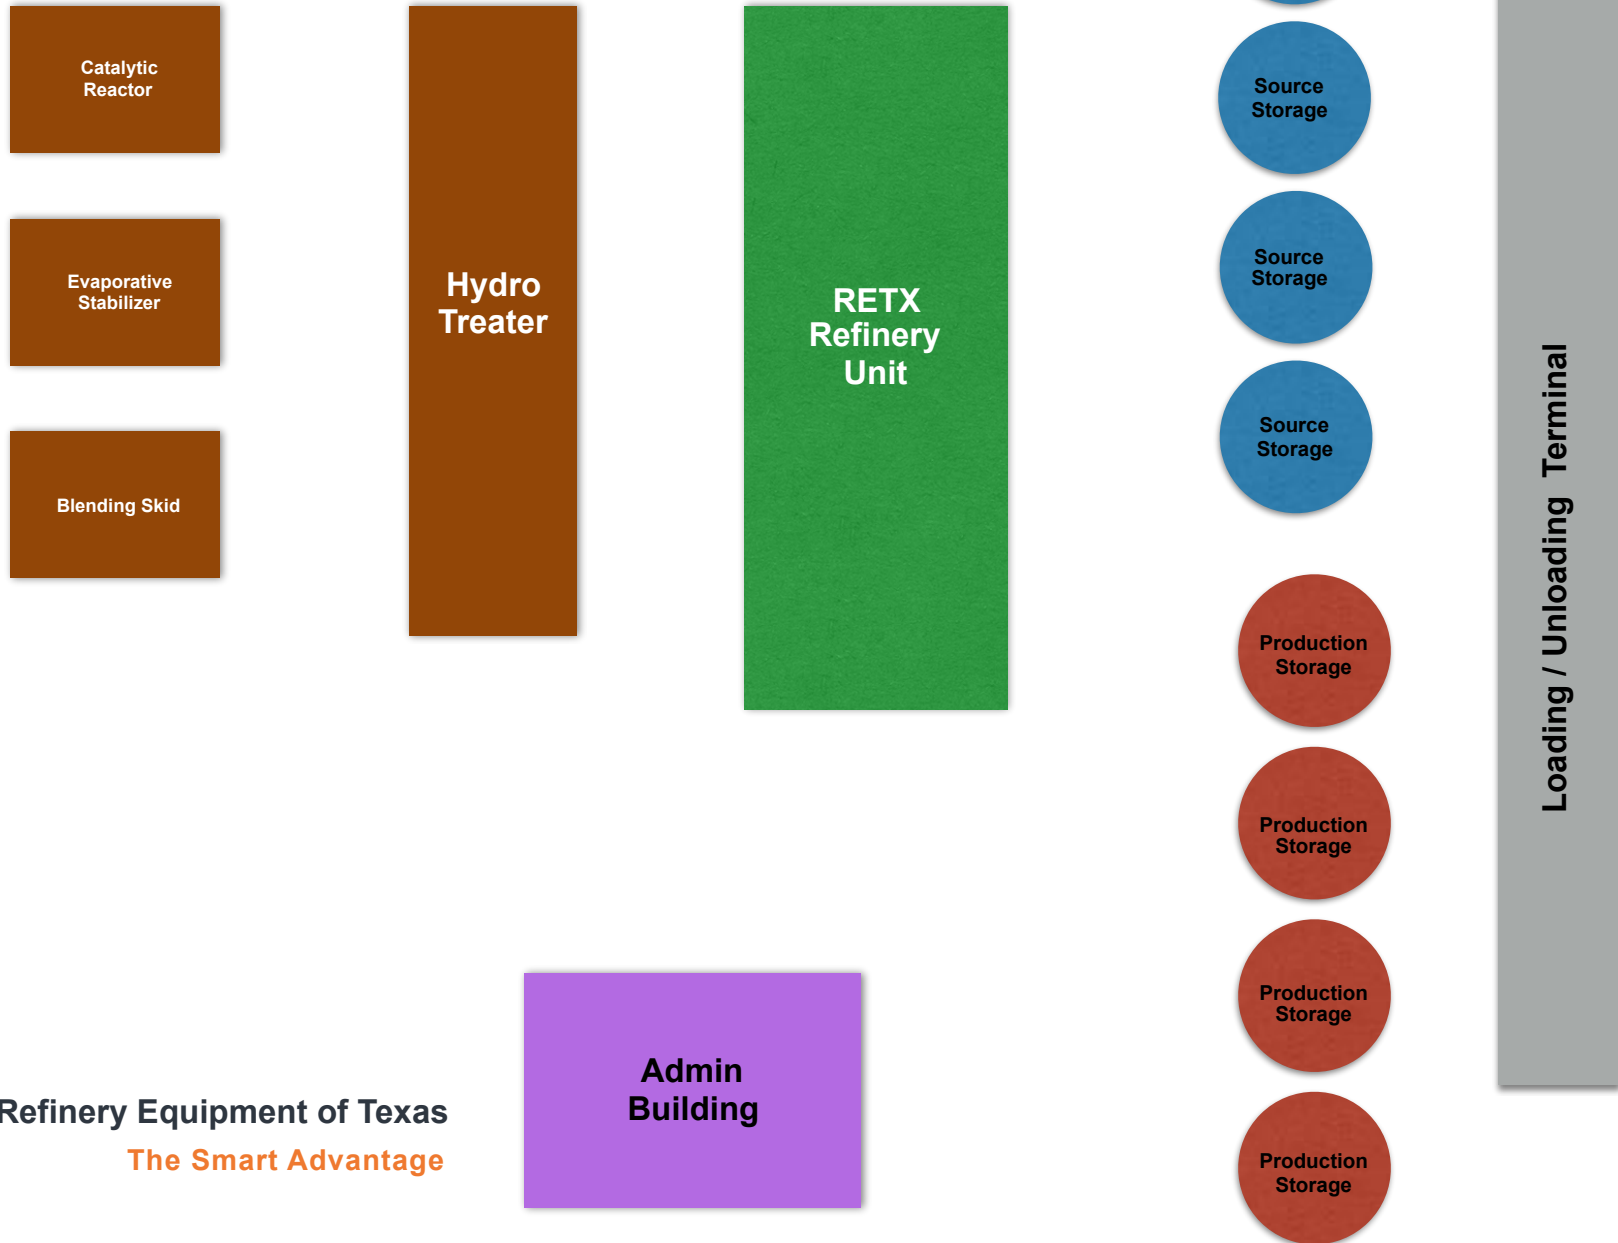 Catalytic
Reactor
Evaporative
Stabilizer
Blending Skid
Hydro
Treater
RETX
Refinery
Unit
Source
Storage
Source
Storage
Source
Storage
Production
Storage
Production
Storage
Production
Storage
Production
Storage
Loading / Unloading Terminal
Admin
Building
Refinery Equipment of Texas
The Smart Advantage